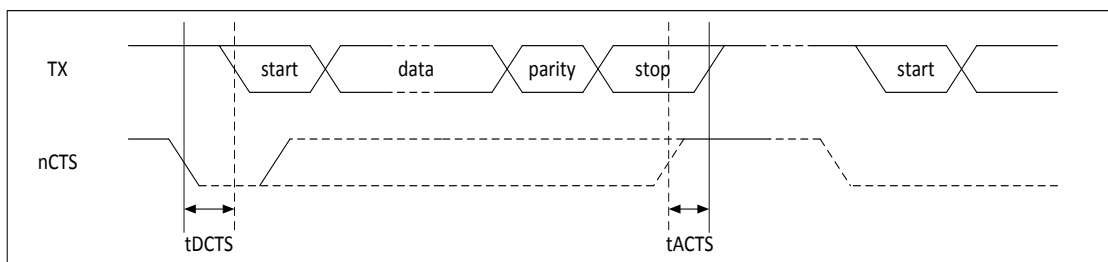 TX
start
data
parity
stop
start
nCTS
tDCTS
tACTS